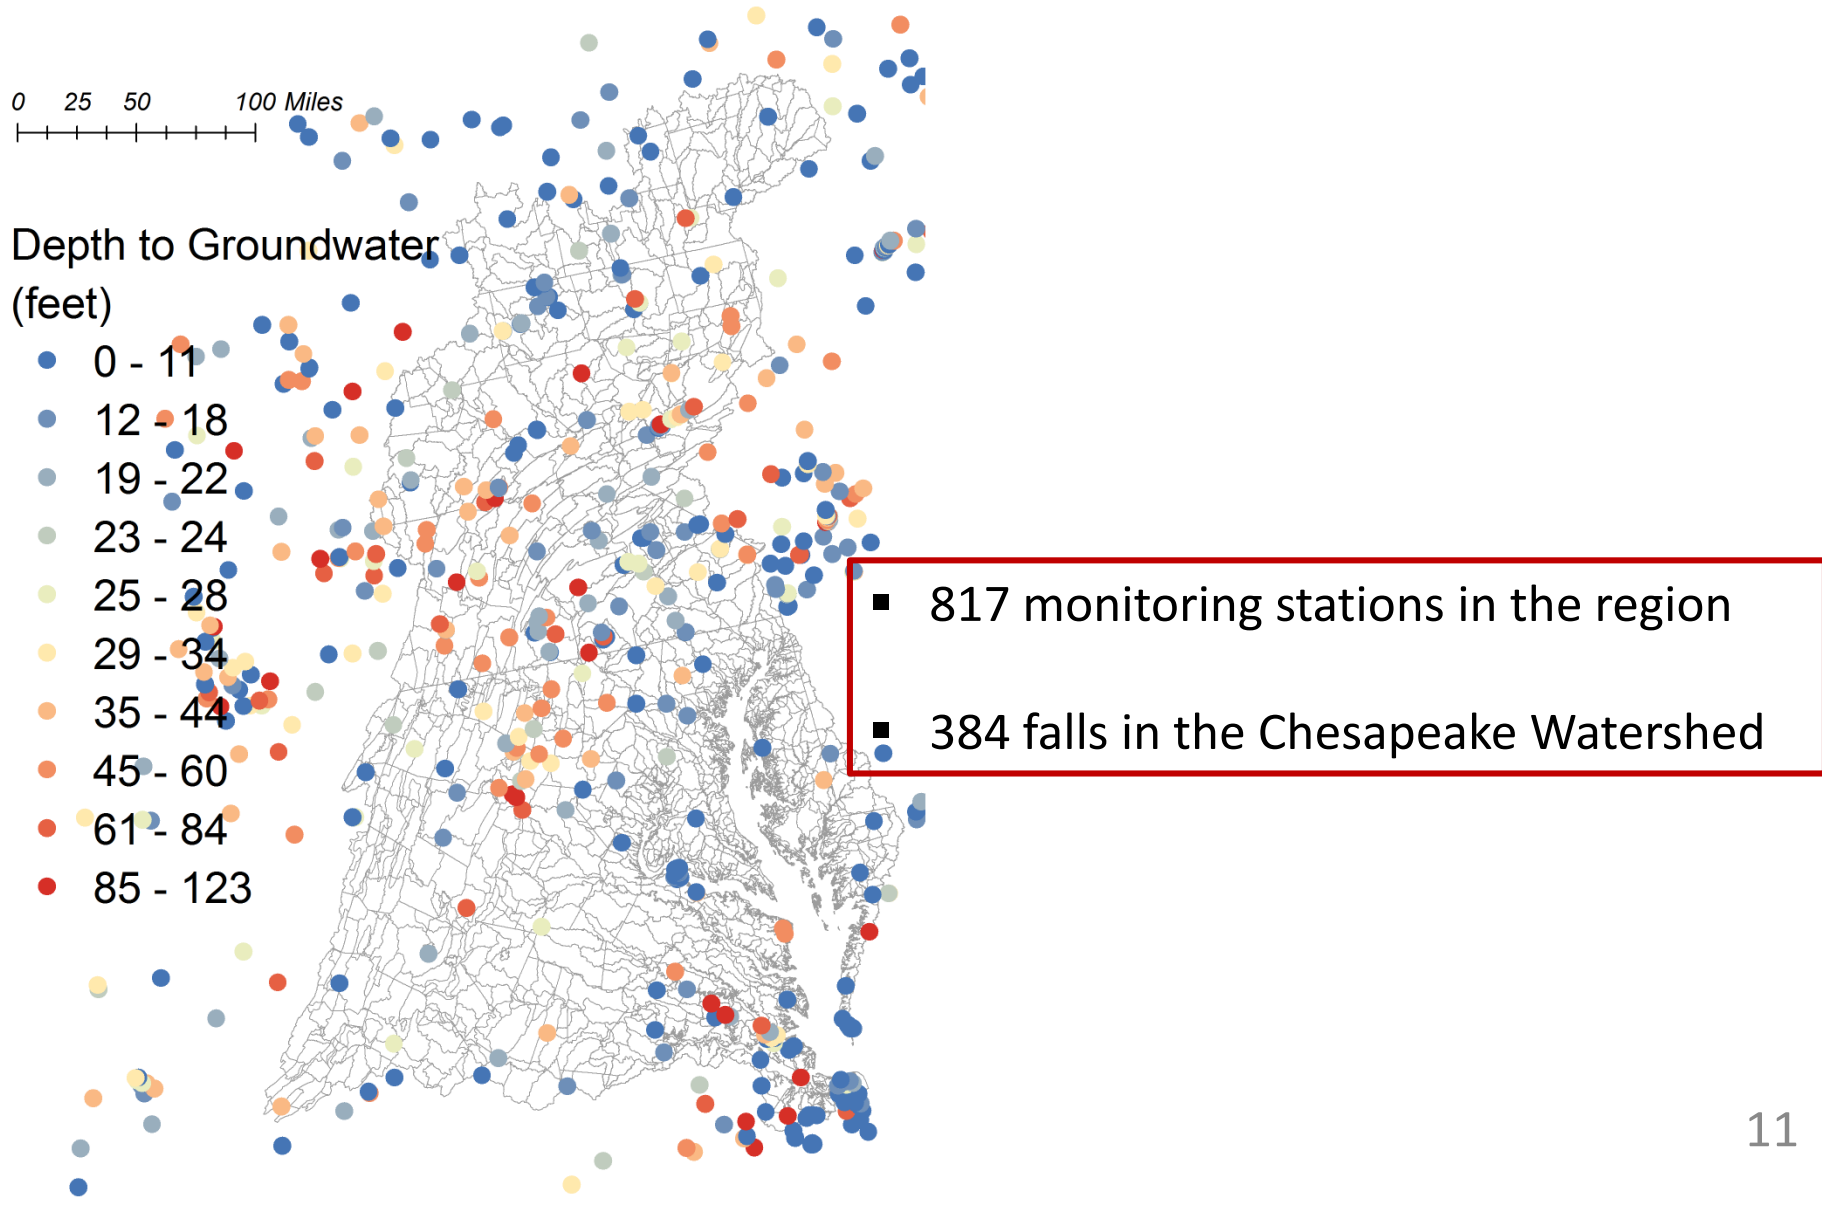 0 25 50 100 Miles
Depth to Groundwater
(feet)
0 - 11
12 - 18
19 - 22
23 - 24
25 - 28
29 - 34
35 - 44
45 - 60
61 - 84
85 - 123
▪ 817 monitoring stations in the region
▪ 384 falls in the Chesapeake Watershed
11